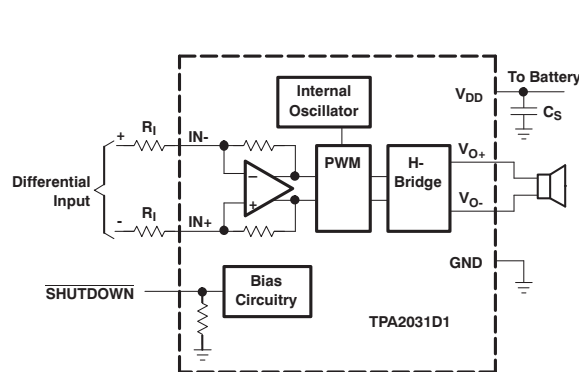 To Battery
Internal
Oscillator
V_DD
C_S
R_I
IN-
+
PWM
H-
Bridge
V_O+
Differential
Input
−
+
V_O-
-
R_I
IN+
GND
SHUTDOWN
Bias
Circuitry
TPA2031D1